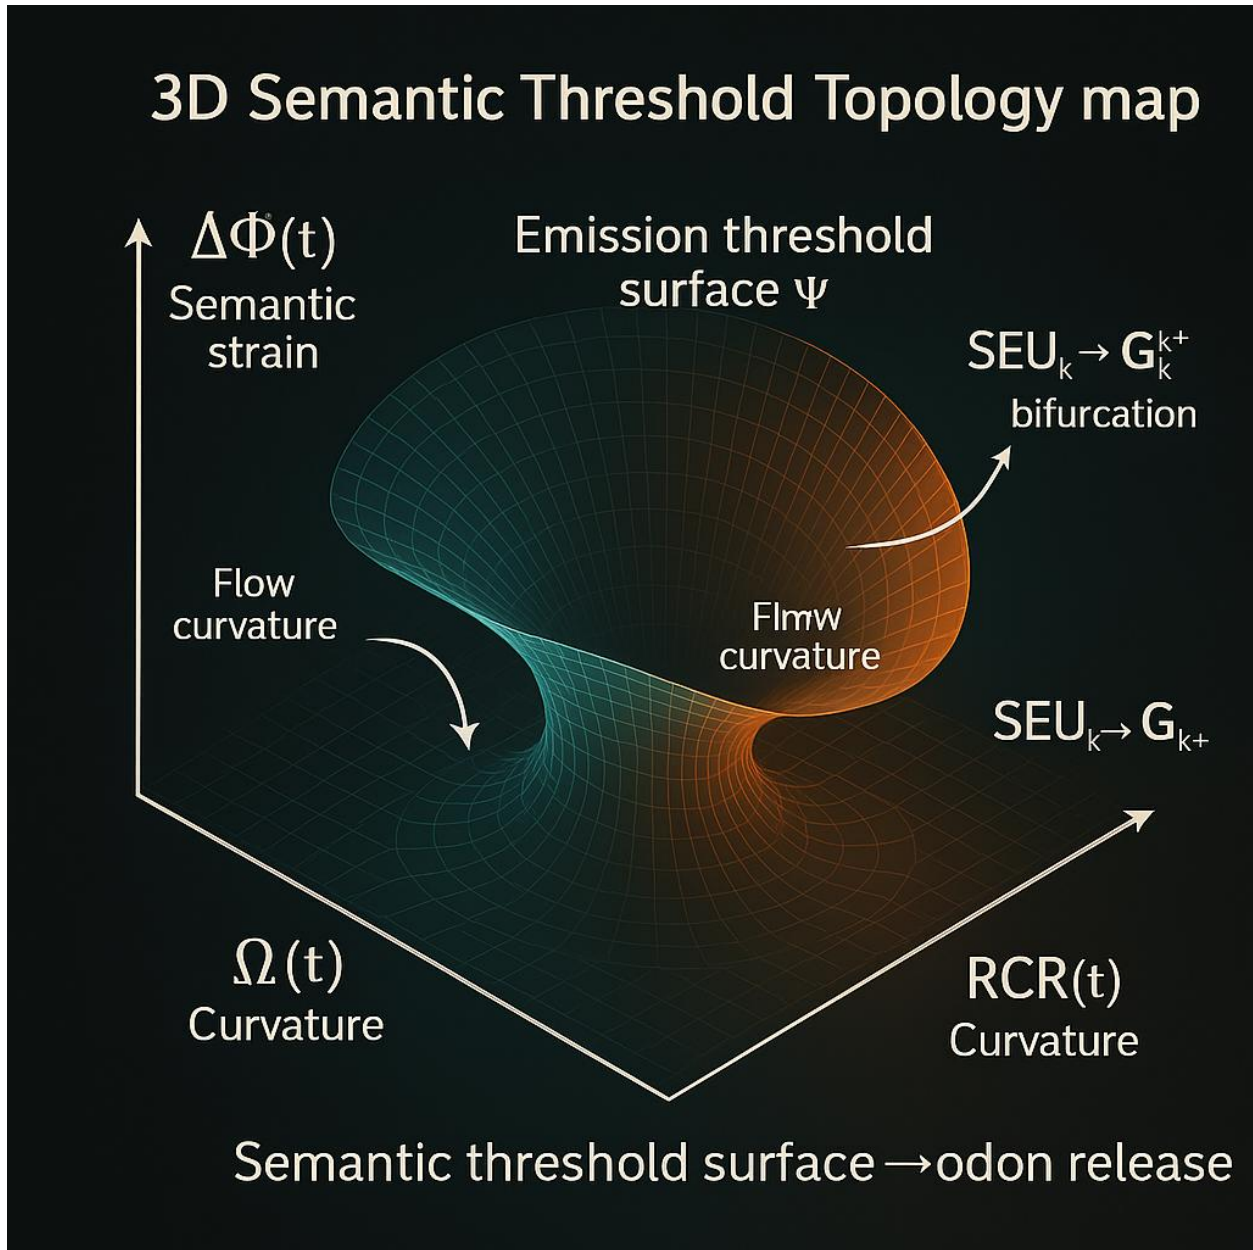 3D Semantic Threshold Topology map
ΔΦ(t)
Semantic
strain
Emission threshold
surface Ψ
SEUₖ → Gₖᵏ⁺
bifurcation
Flow
curvature
Flmw
curvature
SEUₖ → Gₖ₊
Ω(t)
Curvature
RCR(t)
Curvature
Semantic threshold surface → odon release